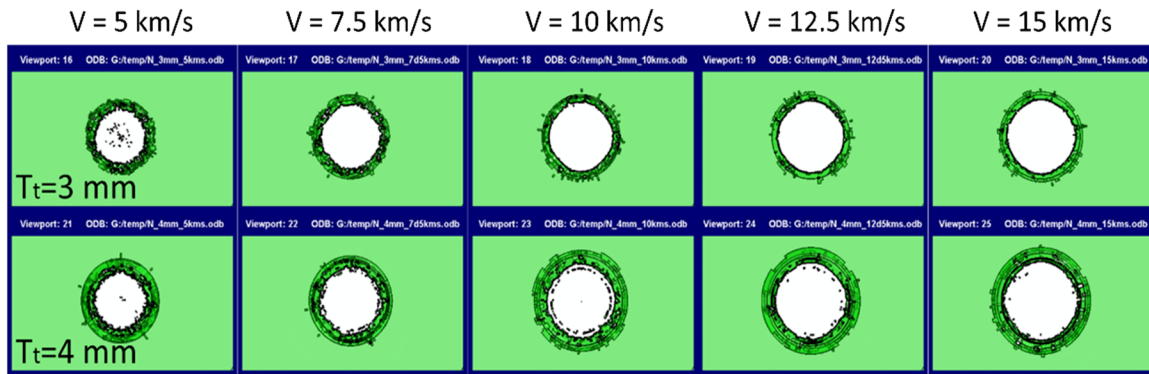 V = 5 km/s V = 7.5 km/s V = 10 km/s V = 12.5 km/s V = 15 km/s
Viewport: 16 ODB: G:/temp/N_3mm_5kms.odb Viewport: 17 ODB: G:/temp/N_3mm_7d5kms.odb Viewport: 18 ODB: G:/temp/N_3mm_10kms.odb Viewport: 19 ODB: G:/temp/N_3mm_12d5kms.odb Viewport: 20 ODB: G:/temp/N_3mm_15kms.odb
Tt=3 mm
Viewport: 21 ODB: G:/temp/N_4mm_5kms.odb Viewport: 22 ODB: G:/temp/N_4mm_7d5kms.odb Viewport: 23 ODB: G:/temp/N_4mm_10kms.odb Viewport: 24 ODB: G:/temp/N_4mm_12d5kms.odb Viewport: 25 ODB: G:/temp/N_4mm_15kms.odb
Tt=4 mm